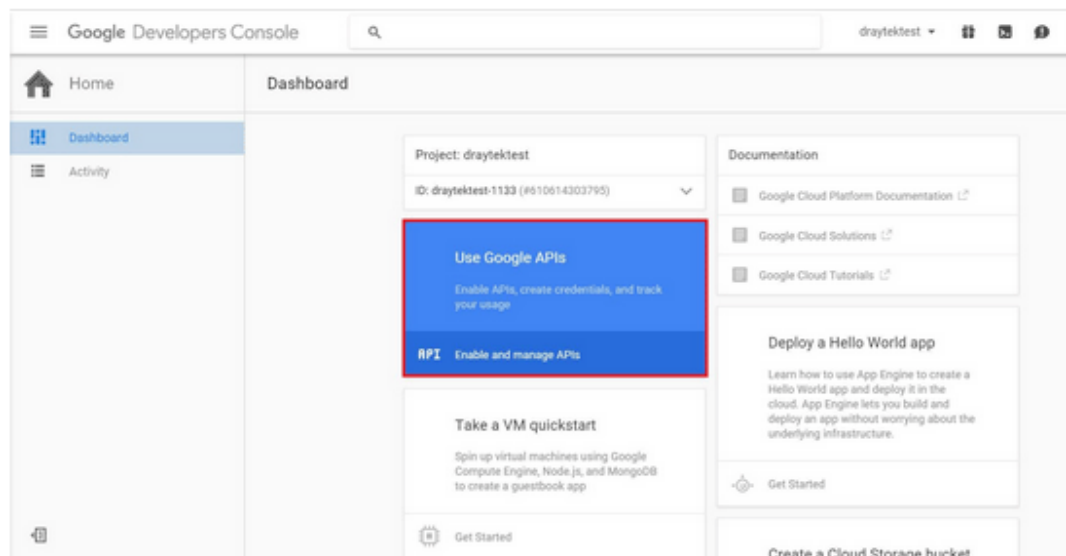 Google Developers Console
draytektest
Home
Dashboard
Dashboard
Activity
Project: draytektest
ID: draytektest-1133 (#610614303795)
Use Google APIs
Enable APIs, create credentials, and track
your usage
API Enable and manage APIs
Take a VM quickstart
Spin up virtual machines using Google
Compute Engine, Node.js, and MongoDB
to create a guestbook app
Get Started
Documentation
Google Cloud Platform Documentation
Google Cloud Solutions
Google Cloud Tutorials
Deploy a Hello World app
Learn how to use App Engine to create a
Hello World app and deploy it in the
cloud. App Engine lets you build and
deploy an app without worrying about the
underlying infrastructure.
Get Started
Create a Cloud Storage bucket